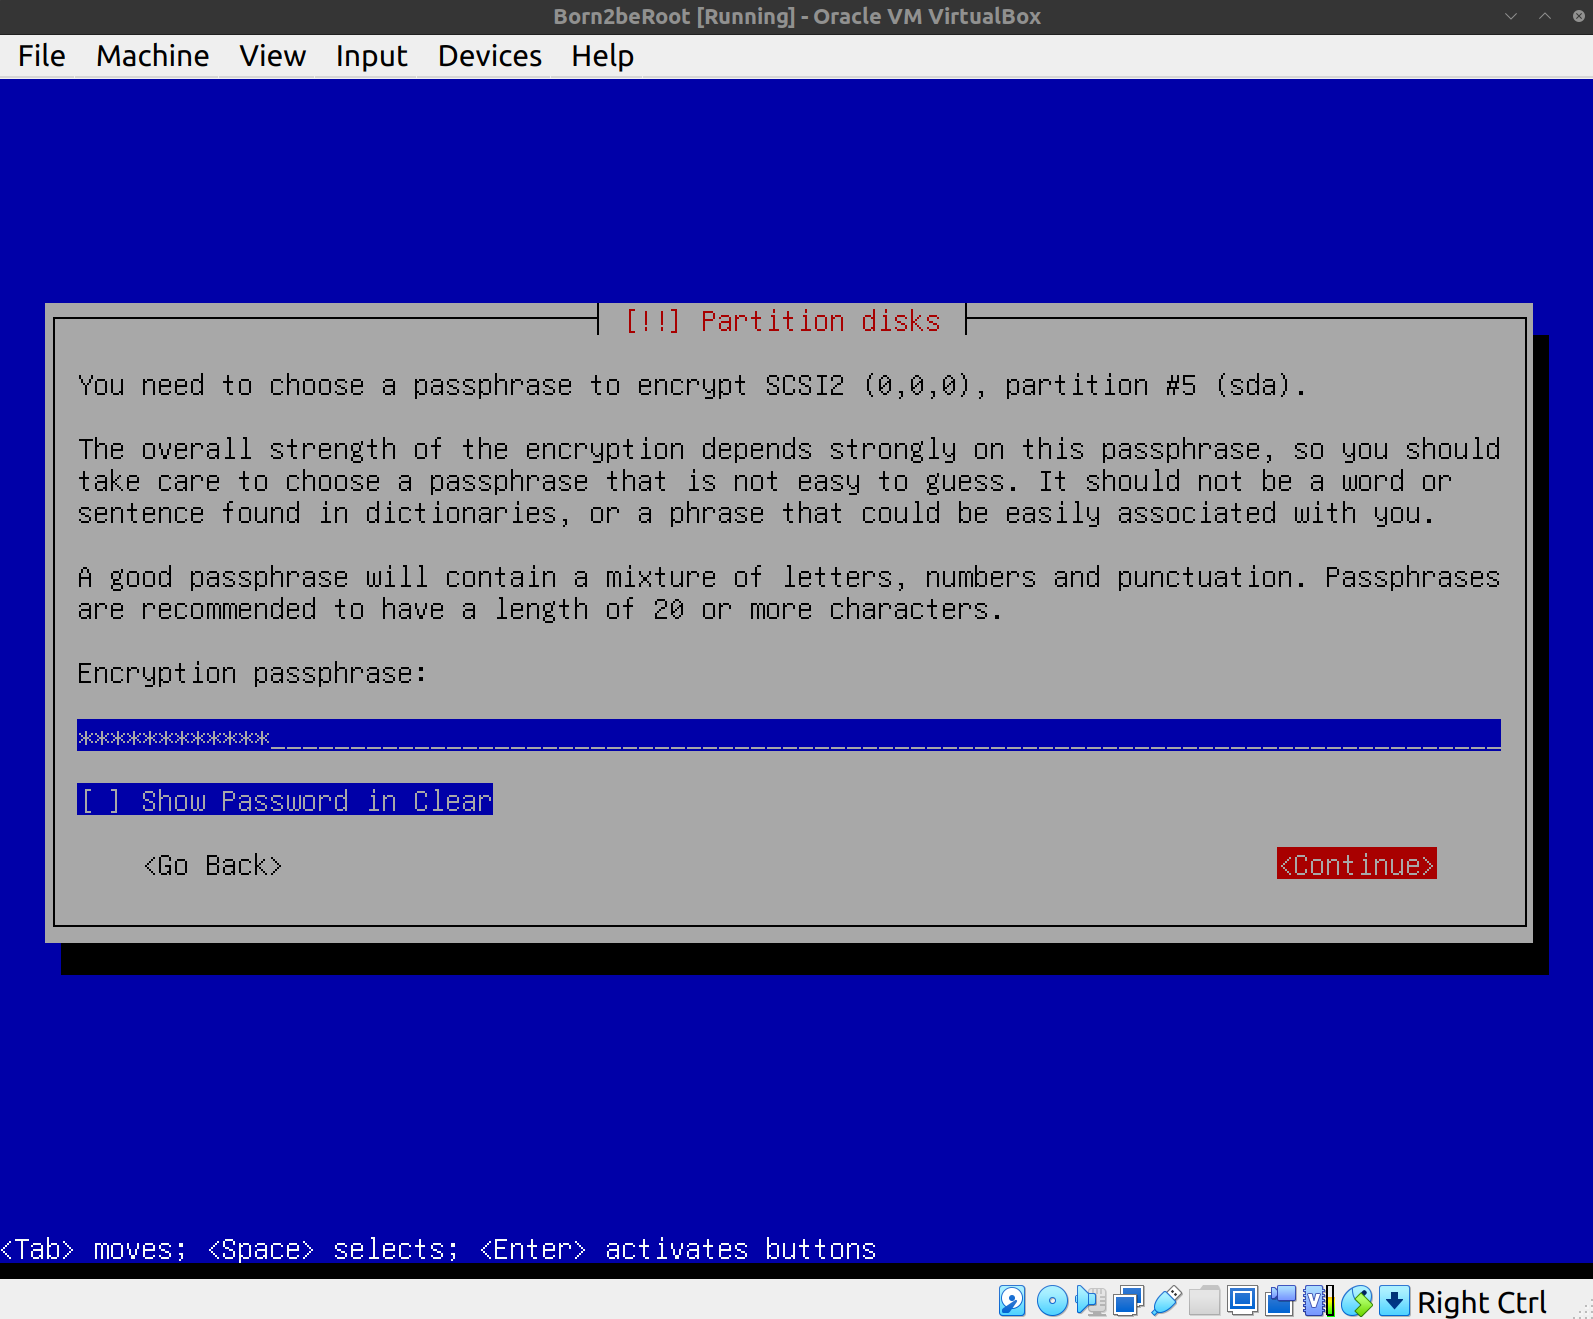 Born2beRoot [Running] - Oracle VM VirtualBox
File Machine View Input Devices Help
[!!] Partition disks
You need to choose a passphrase to encrypt SCSI2 (0,0,0), partition #5 (sda).
The overall strength of the encryption depends strongly on this passphrase, so you should
take care to choose a passphrase that is not easy to guess. It should not be a word or
sentence found in dictionaries, or a phrase that could be easily associated with you.
A good passphrase will contain a mixture of letters, numbers and punctuation. Passphrases
are recommended to have a length of 20 or more characters.
Encryption passphrase:
************
[ ] Show Password in Clear
<Go Back> <Continue>
<Tab> moves; <Space> selects; <Enter> activates buttons
Right Ctrl